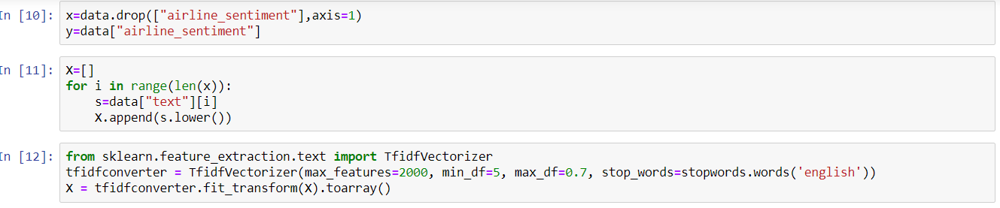 In [10]: x=data.drop(["airline_sentiment"],axis=1)
y=data["airline_sentiment"]
In [11]: X=[]
for i in range(len(x)):
    s=data["text"][i]
    X.append(s.lower())
In [12]: from sklearn.feature_extraction.text import TfidfVectorizer
tfidfconverter = TfidfVectorizer(max_features=2000, min_df=5, max_df=0.7, stop_words=stopwords.words('english'))
X = tfidfconverter.fit_transform(X).toarray()